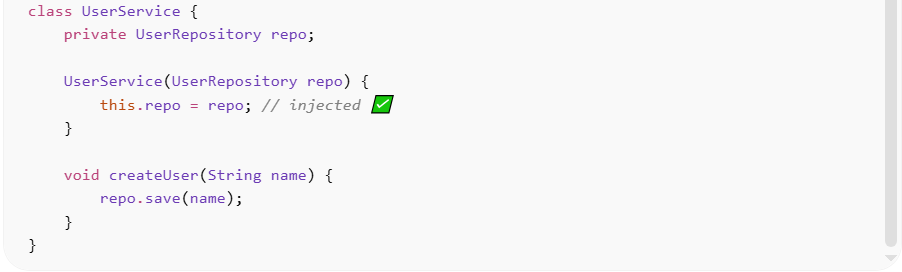 class UserService {
    private UserRepository repo;
    UserService(UserRepository repo) {
        this.repo = repo; // injected ✅
    }
    void createUser(String name) {
        repo.save(name);
    }
}